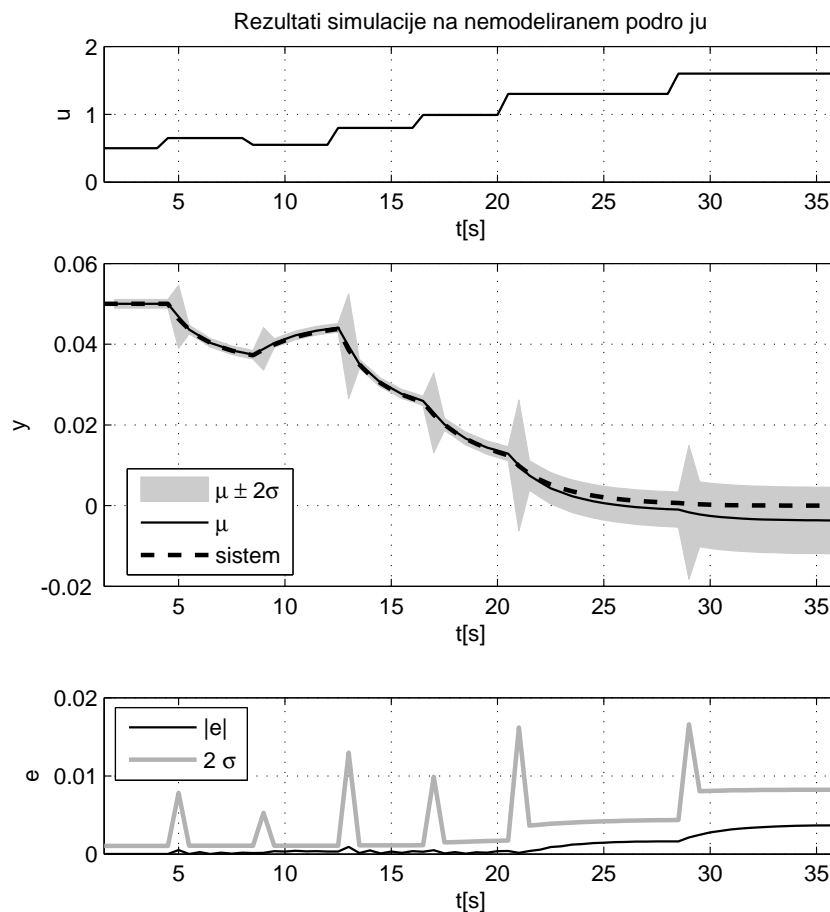 Rezultati simulacije na nemodeliranem podro ju
2
1
0
u
5 10 15 20 25 30 35
t[s]
0.06
0.04
0.02
0
-0.02
y
μ ± 2σ
μ
sistem
5 10 15 20 25 30 35
t[s]
0.02
0.01
0
e
|e|
2 σ
5 10 15 20 25 30 35
t[s]